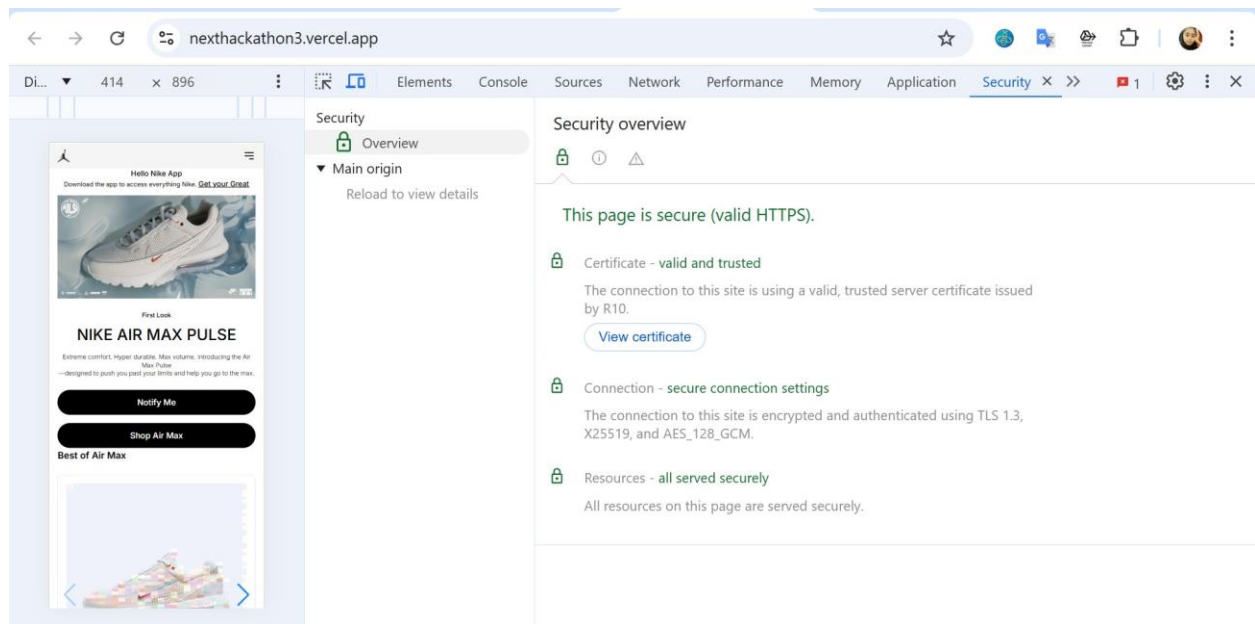 nexthackathon3.vercel.app
Di... 414 × 896
Elements Console Sources Network Performance Memory Application Security 1
Security
Overview
Main origin
Reload to view details
Hello Nike App
Download the app to access everything Nike. Get your Great
First Look
NIKE AIR MAX PULSE
Extreme comfort. Hyper durable. Max volume. Introducing the Air
Max Pulse
—designed to push you past your limits and help you go to the max.
Notify Me
Shop Air Max
Best of Air Max
Security overview
This page is secure (valid HTTPS).
Certificate - valid and trusted
The connection to this site is using a valid, trusted server certificate issued
by R10.
View certificate
Connection - secure connection settings
The connection to this site is encrypted and authenticated using TLS 1.3,
X25519, and AES_128_GCM.
Resources - all served securely
All resources on this page are served securely.